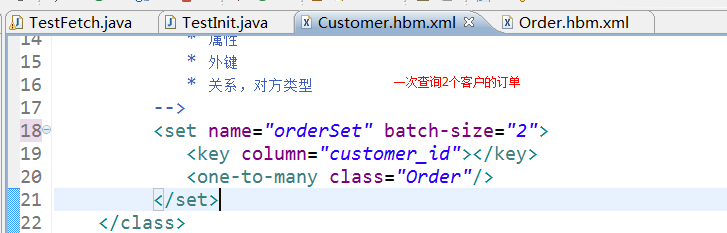 TestFetch.java TestInit.java Customer.hbm.xml Order.hbm.xml
14 * 属性
15 * 外键
16 * 关系，对方类型 一次查询2个客户的订单
17 -->
18 <set name="orderSet" batch-size="2">
19 <key column="customer_id"></key>
20 <one-to-many class="Order"/>
21 </set>
22 </class>